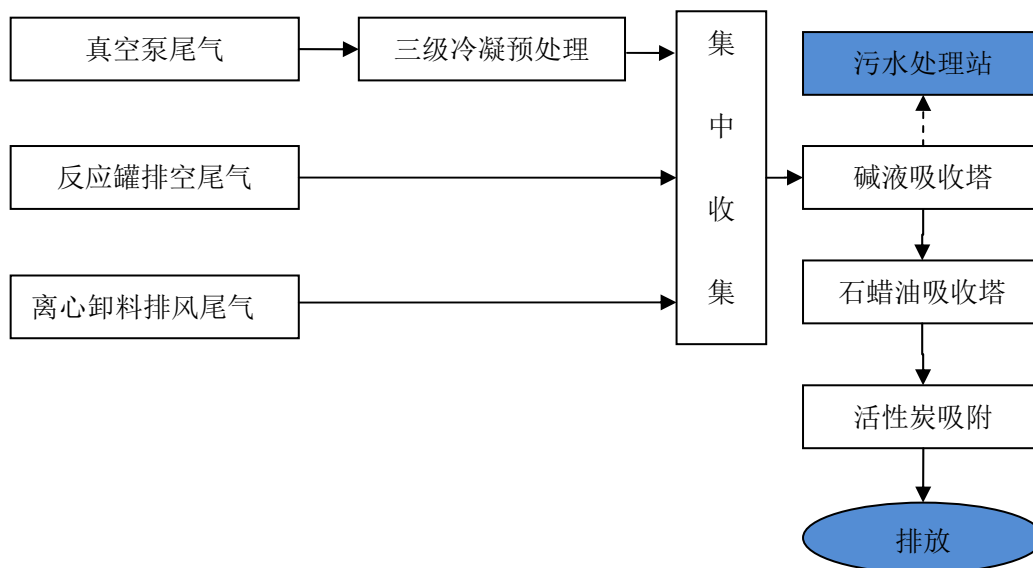 真空泵尾气
三级冷凝预处理
集
中
收
集
污水处理站
反应罐排空尾气
碱液吸收塔
离心卸料排风尾气
石蜡油吸收塔
活性炭吸附
排放